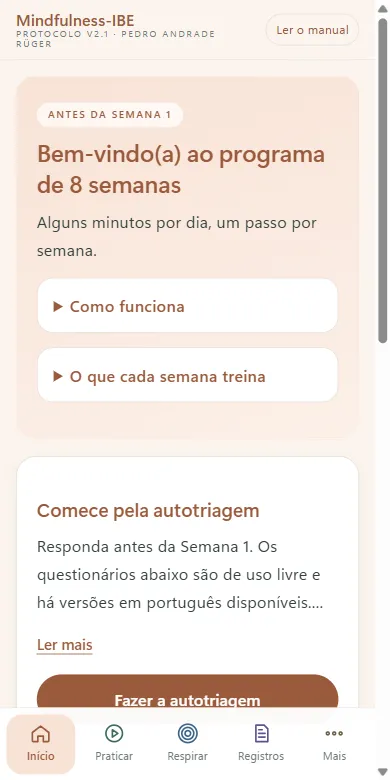 Mindfulness-IBE
PROTOCOLO V2.1 · PEDRO ANDRADE
RÜGER
Ler o manual
ANTES DA SEMANA 1
Bem-vindo(a) ao programa
de 8 semanas
Alguns minutos por dia, um passo por
semana.
▶ Como funciona
▶ O que cada semana treina
Comece pela autotriagem
Responda antes da Semana 1. Os
questionários abaixo são de uso livre e
há versões em português disponíveis....
Ler mais
Fazer a autotriagem
Início
Praticar
Respirar
Registros
Mais